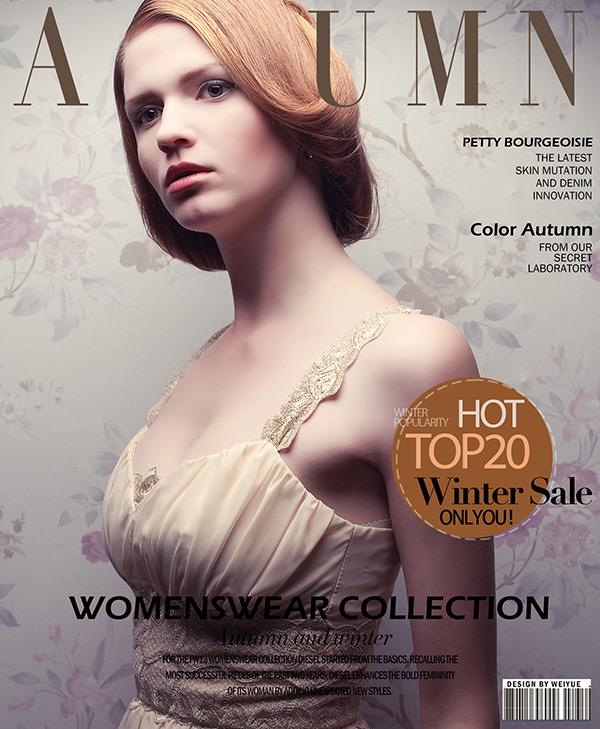 A UMN
PETTY BOURGEOISIE
THE LATEST
SKIN MUTATION
AND DENIM
INNOVATION
Color Autumn
FROM OUR
SECRET
LABORATORY
WINTER
POPULARITY
HOT
TOP20
Winter Sale
ONLYOU!
WOMENSWEAR COLLECTION
Autumn and winter
FOR THE FW13 WOMENSWEAR COLLECTION DIESEL STARTED FROM THE BASICS, RECALLING THE
MOST SUCCESSFUL PIECES OF THE PAST TWO YEARS. DIESEL ENHANCES THE BOLD FEMININITY
OF ITS WOMAN BY ADDING UNEXPECTED NEW STYLES.
DESIGN BY WEIYUE